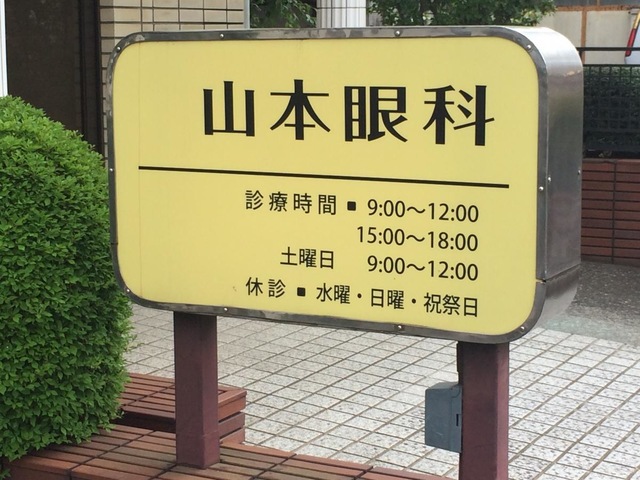 山本眼科
診療時間 ■ 9:00〜12:00
15:00〜18:00
土曜日 9:00〜12:00
休診 ■ 水曜・日曜・祝祭日